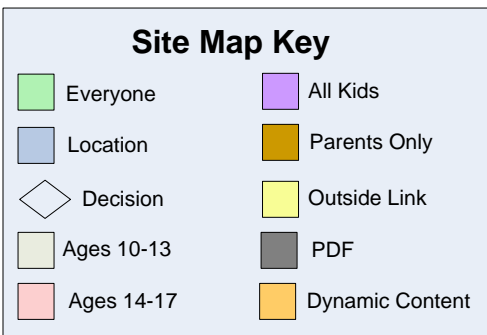 Site Map Key
Everyone
All Kids
Location
Parents Only
Decision
Outside Link
Ages 10-13
PDF
Ages 14-17
Dynamic Content